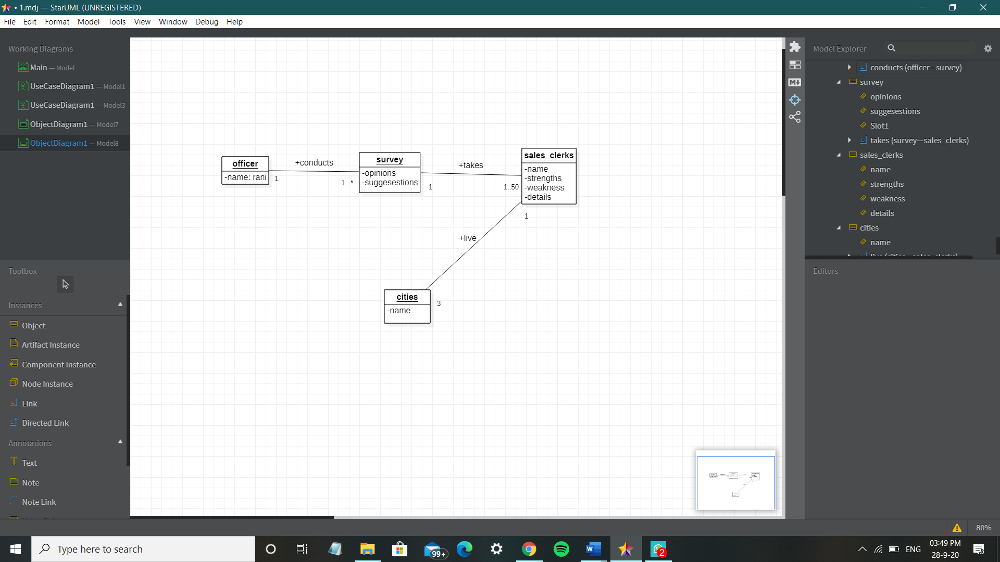 • 1.mdj — StarUML (UNREGISTERED)
File Edit Format Model Tools View Window Debug Help
Working Diagrams
Main — Model
UseCaseDiagram1 — Model1
UseCaseDiagram1 — Model3
ObjectDiagram1 — Model7
ObjectDiagram1 — Model8
Toolbox
Instances
Object
Artifact Instance
Component Instance
Node Instance
Link
Directed Link
Annotations
Text
Note
Note Link
officer
-name: rani
+conducts
1
1...*
survey
-opinions
-suggesestions
+takes
1
1..50
sales_clerks
-name
-strengths
-weakness
-details
1
+live
cities
-name
3
M
Model Explorer
conducts (officer—survey)
survey
opinions
suggesestions
Slot1
takes (survey—sales_clerks)
sales_clerks
name
strengths
weakness
details
cities
name
live (cities—sales_clerks)
Editors
80%
Type here to search
99+
W
2
ENG
03:49 PM
28-9-20